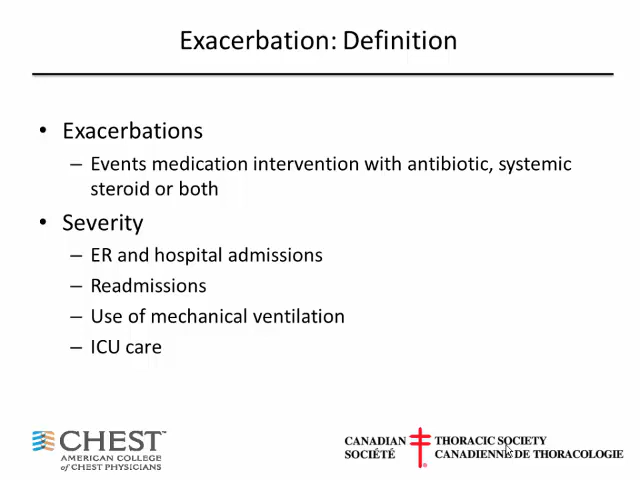 Exacerbation: Definition
• Exacerbations
– Events medication intervention with antibiotic, systemic
steroid or both
• Severity
– ER and hospital admissions
– Readmissions
– Use of mechanical ventilation
– ICU care
CHEST™
AMERICAN COLLEGE
of CHEST PHYSICIANS
CANADIAN THORACIC SOCIETY
SOCIÉTÉ CANADIENNE DE THORACOLOGIE